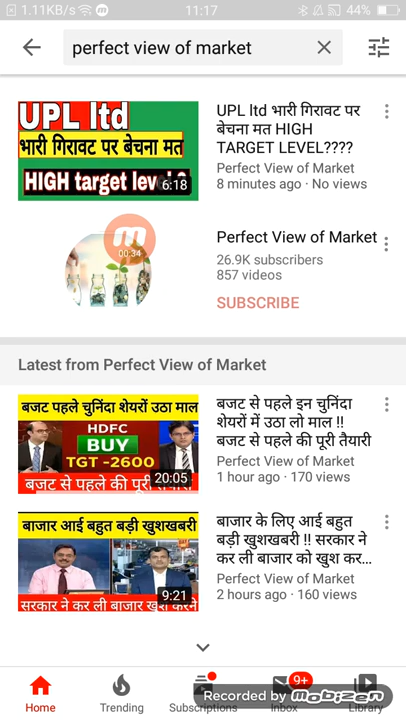 1.11KB/s
11:17
44%
perfect view of market
UPL ltd
भारी गिरावट पर बेचना मत
HIGH target level?
6:18
UPL ltd भारी गिरावट पर
बेचना मत HIGH
TARGET LEVEL????
Perfect View of Market
8 minutes ago · No views
00:34
Perfect View of Market
26.9K subscribers
857 videos
SUBSCRIBE
Latest from Perfect View of Market
बजट पहले चुनिंदा शेयरों उठा माल
HDFC
BUY
TGT -2600
बजट से पहले की पूरी
20:05
बजट से पहले इन चुनिंदा
शेयरों में उठा लो माल !!
बजट से पहले की पूरी तैयारी
Perfect View of Market
1 hour ago · 170 views
बाजार आई बहुत बड़ी खुशखबरी
सरकार ने कर ली बाजार खुश करने
9:21
बाजार के लिए आई बहुत
बड़ी खुशखबरी !! सरकार ने
कर ली बाजार को खुश कर...
Perfect View of Market
2 hours ago · 160 views
Home
Trending
Subscriptions
9+
Inbox
Library
Recorded by mobizen